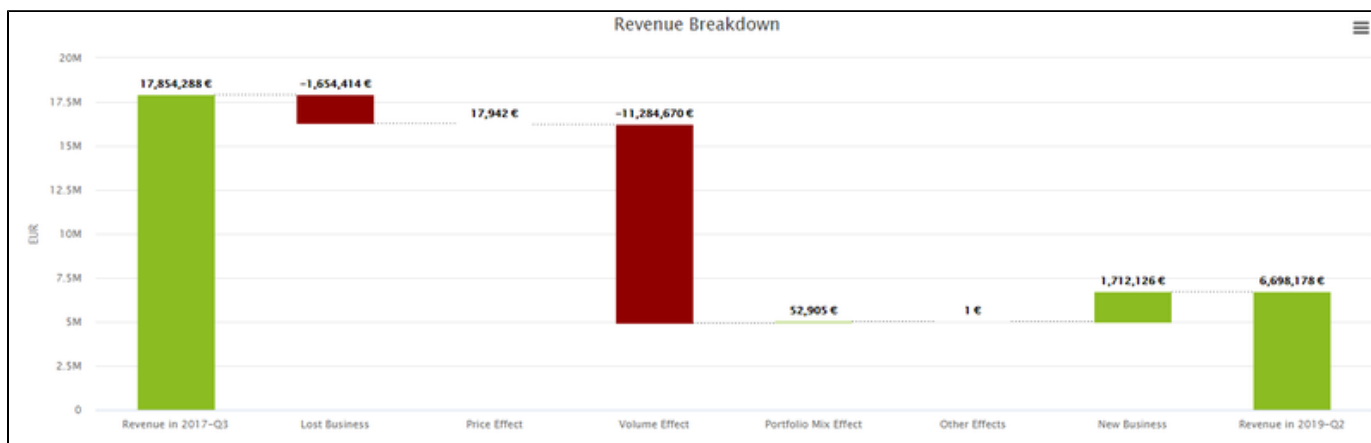 Revenue Breakdown
20M
17,854,288 €
-1,654,414 €
17.5M
17,942 €
-11,284,670 €
15M
12.5M
10M
EUR
7.5M
1,712,126 €
6,698,178 €
52,905 €
1 €
5M
2.5M
0
Revenue in 2017-Q3
Lost Business
Price Effect
Volume Effect
Portfolio Mix Effect
Other Effects
New Business
Revenue in 2019-Q2